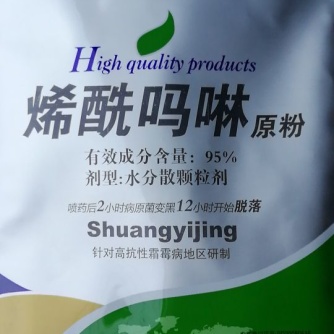 High quality products
烯酰吗啉原粉
有效成分含量：95%
剂型:水分散颗粒剂
喷药后2小时病原菌变黑12小时开始脱落
Shuangyijing
针对高抗性霜霉病地区研制